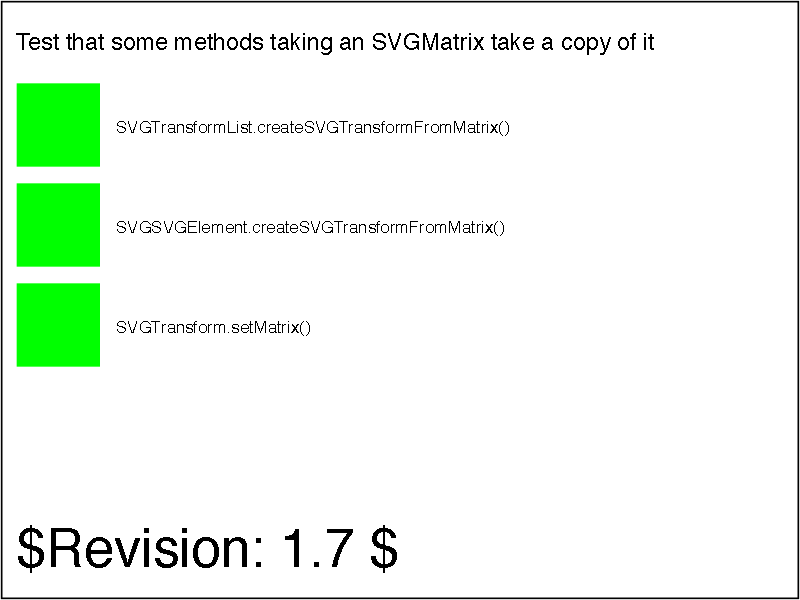 Test that some methods taking an SVGMatrix take a copy of it
SVGTransformList.createSVGTransformFromMatrix()
SVGSVGElement.createSVGTransformFromMatrix()
SVGTransform.setMatrix()
$Revision: 1.7 $